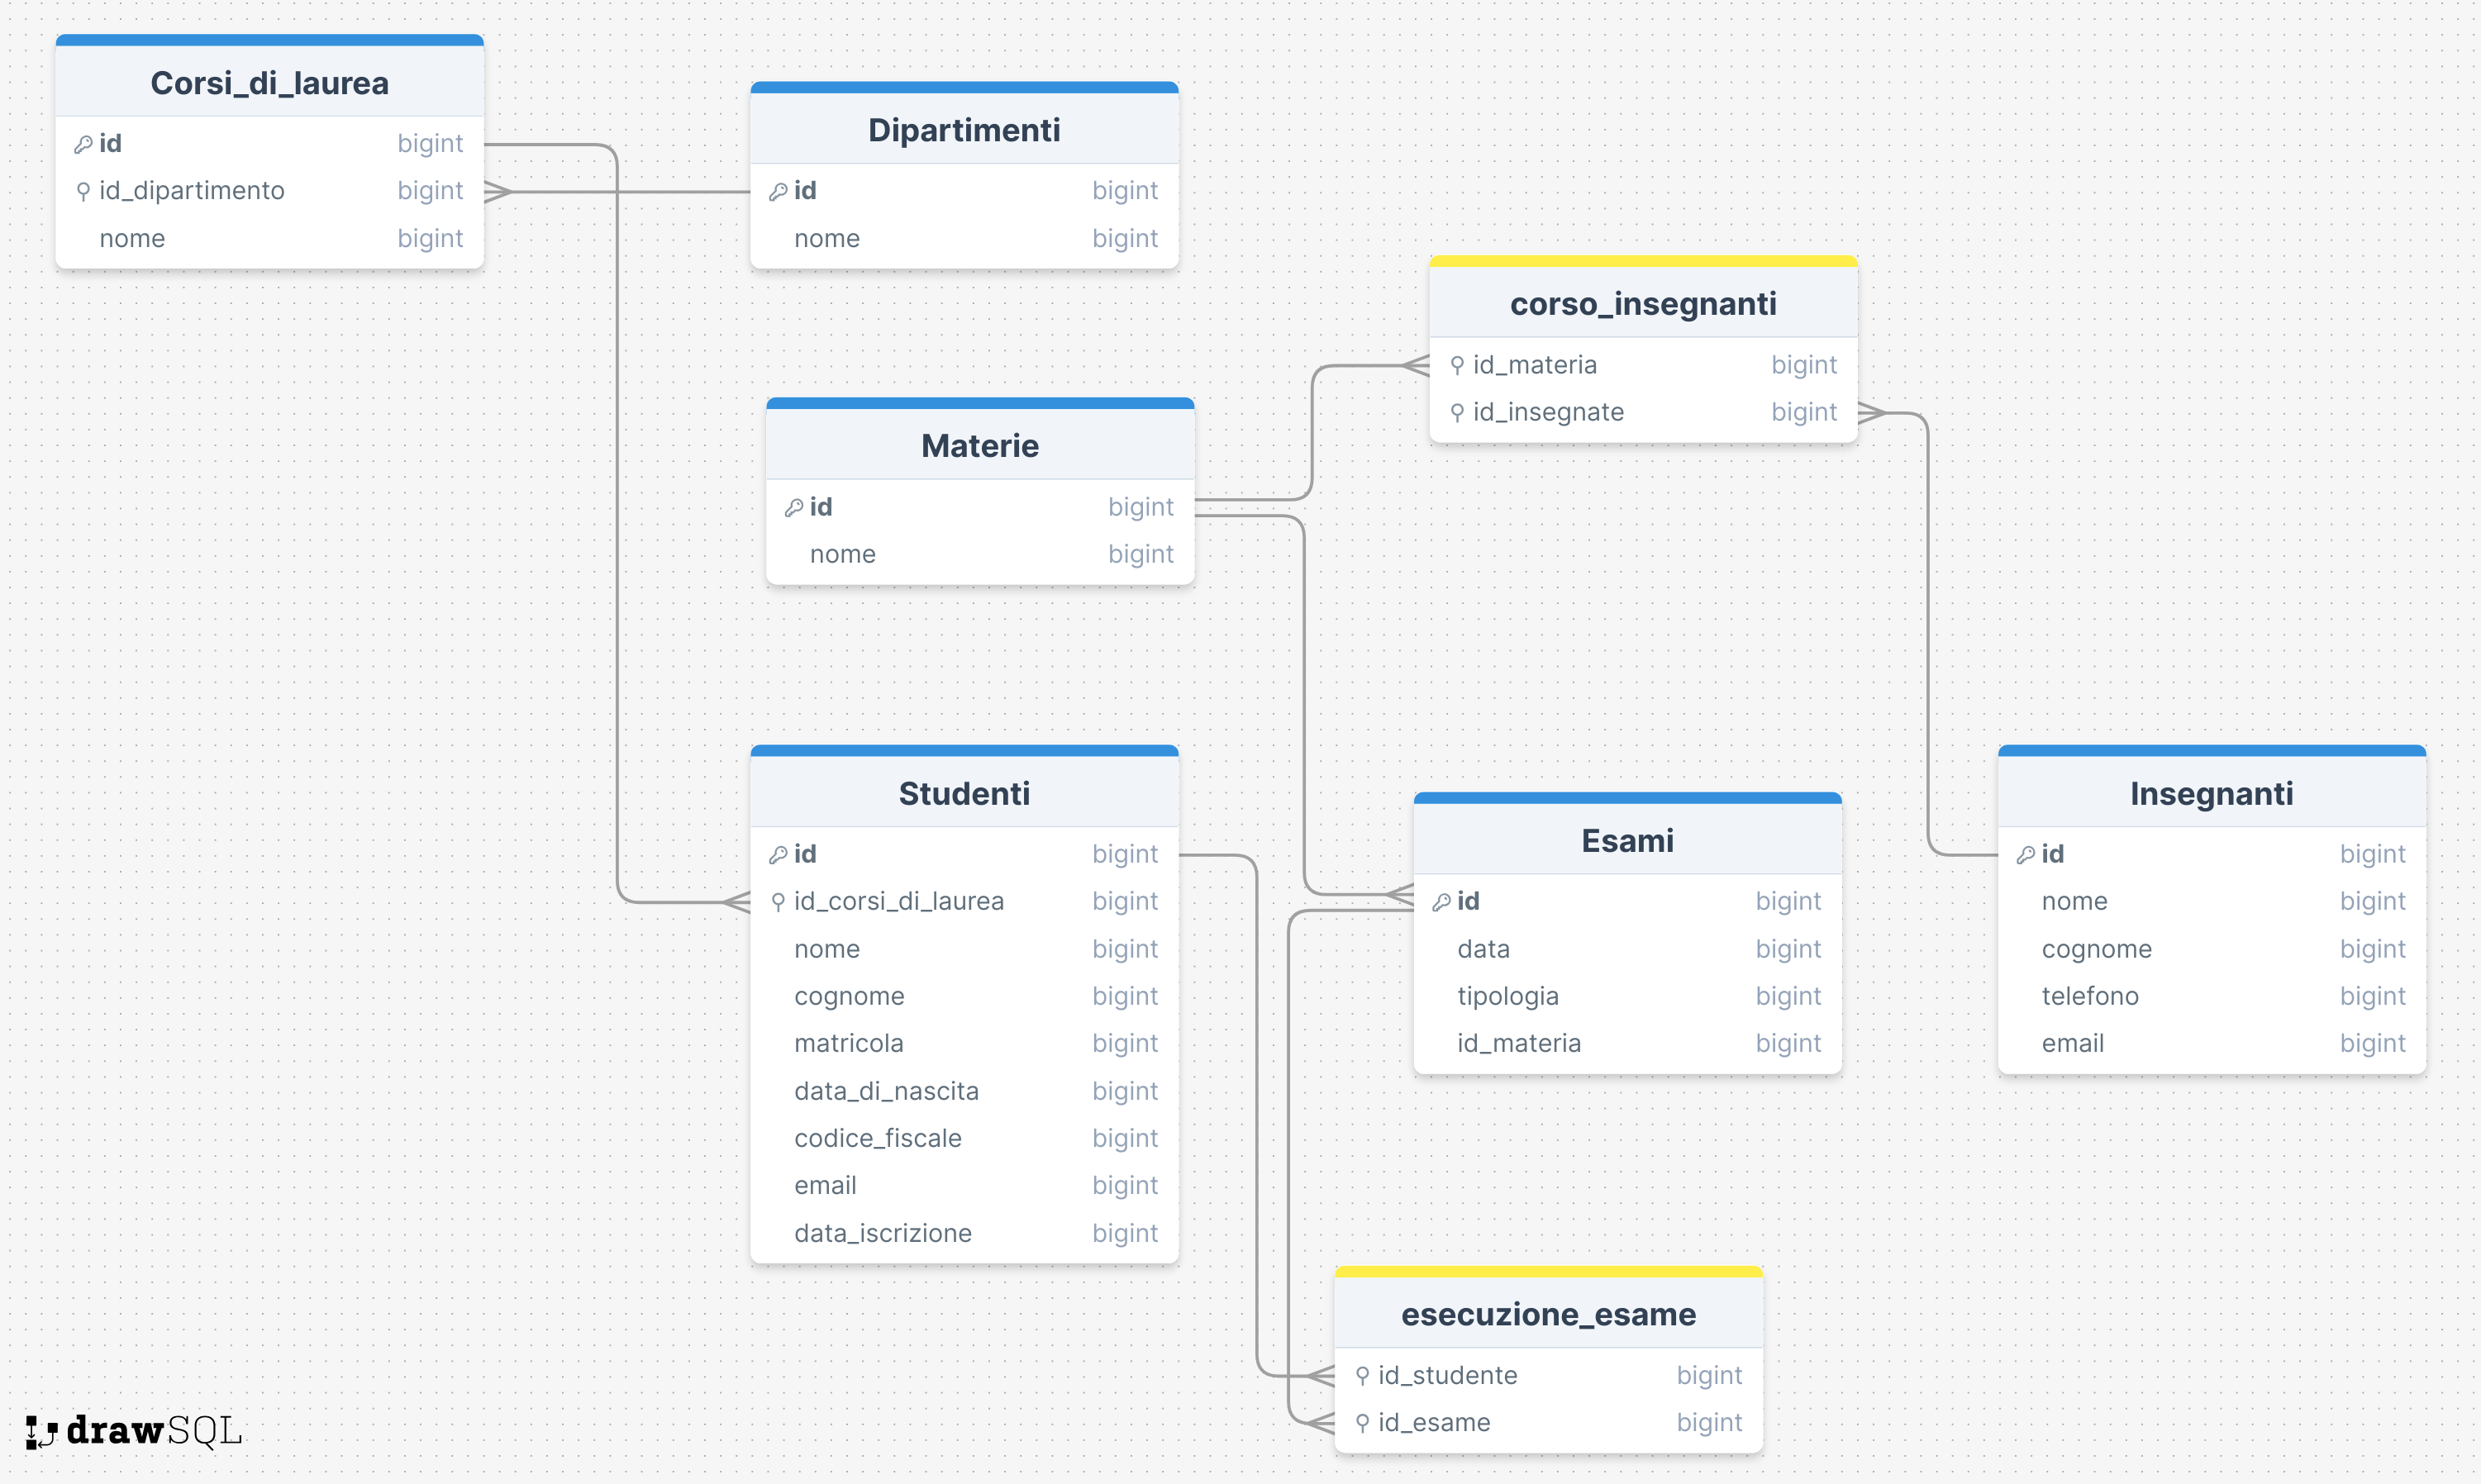 Corsi_di_laurea
id bigint
id_dipartimento bigint
nome bigint
Dipartimenti
id bigint
nome bigint
corso_insegnanti
id_materia bigint
id_insegnate bigint
Materie
id bigint
nome bigint
Studenti
id bigint
id_corsi_di_laurea bigint
nome bigint
cognome bigint
matricola bigint
data_di_nascita bigint
codice_fiscale bigint
email bigint
data_iscrizione bigint
Esami
id bigint
data bigint
tipologia bigint
id_materia bigint
Insegnanti
id bigint
nome bigint
cognome bigint
telefono bigint
email bigint
esecuzione_esame
id_studente bigint
id_esame bigint
drawSQL